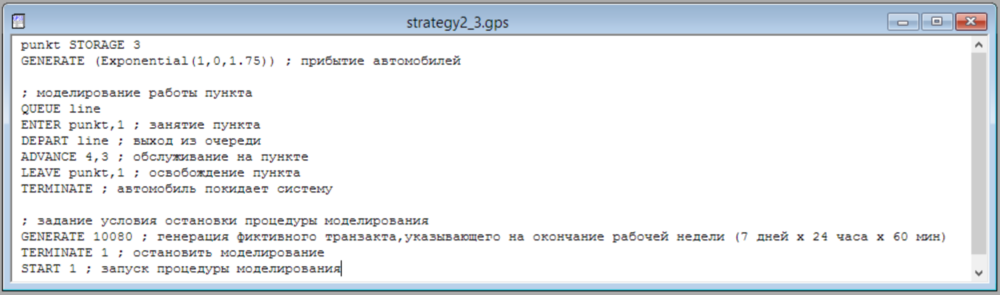 strategy2_3.gps
punkt STORAGE 3
GENERATE (Exponential(1,0,1.75)) ; прибытие автомобилей
; моделирование работы пункта
QUEUE line
ENTER punkt,1 ; занятие пункта
DEPART line ; выход из очереди
ADVANCE 4,3 ; обслуживание на пункте
LEAVE punkt,1 ; освобождение пункта
TERMINATE ; автомобиль покидает систему
; задание условия остановки процедуры моделирования
GENERATE 10080 ; генерация фиктивного транзакта,указывающего на окончание рабочей недели (7 дней х 24 часа х 60 мин)
TERMINATE 1 ; остановить моделирование
START 1 ; запуск процедуры моделирования